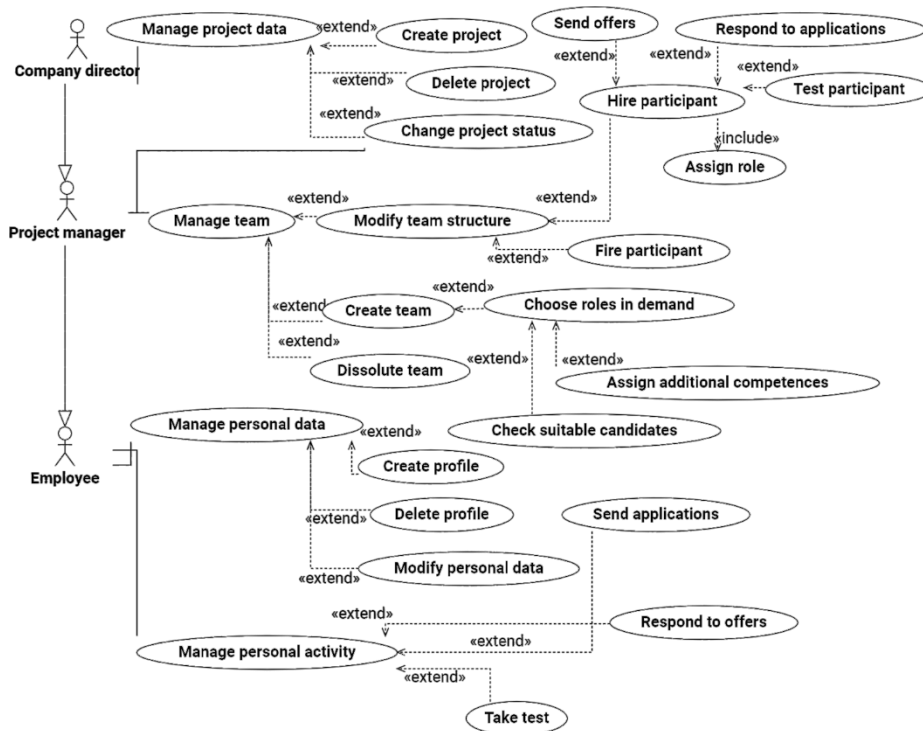 Manage project data
«extend»
Create project
Send offers
Respond to applications
Company director
«extend»
Delete project
«extend»
«extend»
«extend»
Hire participant
Test participant
«extend»
Change project status
«include»
Assign role
Project manager
Manage team
«extend»
Modify team structure
«extend»
«extend»
Fire participant
«extend»
Create team
«extend»
Choose roles in demand
«extend»
Dissolute team
«extend»
«extend»
Assign additional competences
Manage personal data
«extend»
Check suitable candidates
Employee
Create profile
Delete profile
Send applications
«extend»
Modify personal data
«extend»
«extend»
Respond to offers
Manage personal activity
«extend»
«extend»
Take test